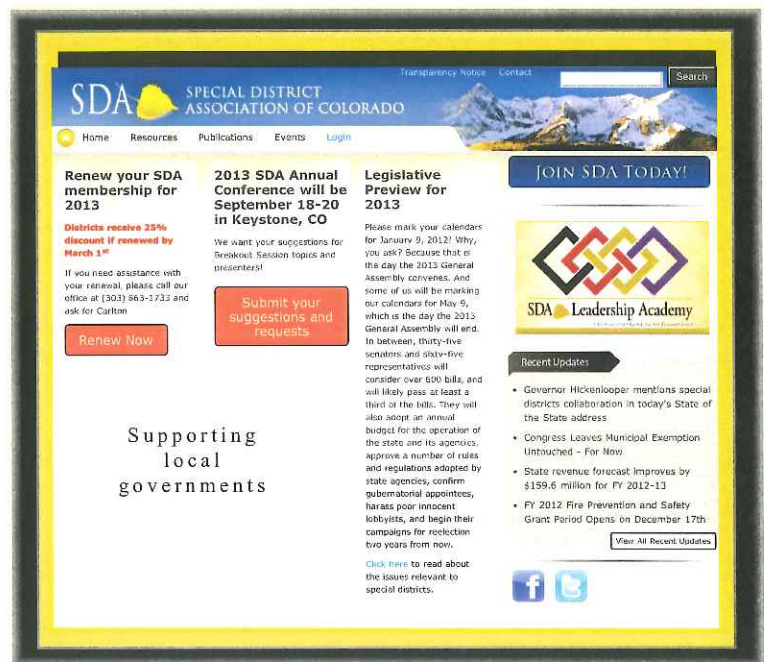 Transparency Notice Contact
Search
SDA
SPECIAL DISTRICT
ASSOCIATION OF COLORADO
Home Resources Publications Events Login
Renew your SDA
membership for
2013
Districts receive 25%
discount if renewed by
March 1st
If you need assistance with
your renewal, please call our
office at (303) 863-1733 and
ask for Carlton
Renew Now
2013 SDA Annual
Conference will be
September 18-20
in Keystone, CO
We want your suggestions for
Breakout Session topics and
presenters!
Submit your
suggestions and
requests
Supporting
local
governments
Legislative
Preview for
2013
Please mark your calendars
for January 9, 2012! Why,
you ask? Because that is
the day the 2013 General
Assembly convenes. And
some of us will be marking
our calendars for May 9,
which is the day the 2013
General Assembly will end.
In between, thirty-five
senators and sixty-five
representatives will
consider over 600 bills, and
will likely pass at least a
third of the bills. They will
also adopt an annual
budget for the operation of
the state and its agencies,
approve a number of rules
and regulations adopted by
state agencies, confirm
gubernatorial appointees,
harass poor innocent
lobbyists, and begin their
campaigns for reelection
two years from now.
Click here to read about
the issues relevant to
special districts.
JOIN SDA TODAY!
SDA Leadership Academy
Recent Updates
• Governor Hickenlooper mentions special
districts collaboration in today's State of
the State address
• Congress Leaves Municipal Exemption
Untouched - For Now
• State revenue forecast improves by
$159.6 million for FY 2012-13
• FY 2012 Fire Prevention and Safety
Grant Period Opens on December 17th
View All Recent Updates
f
t